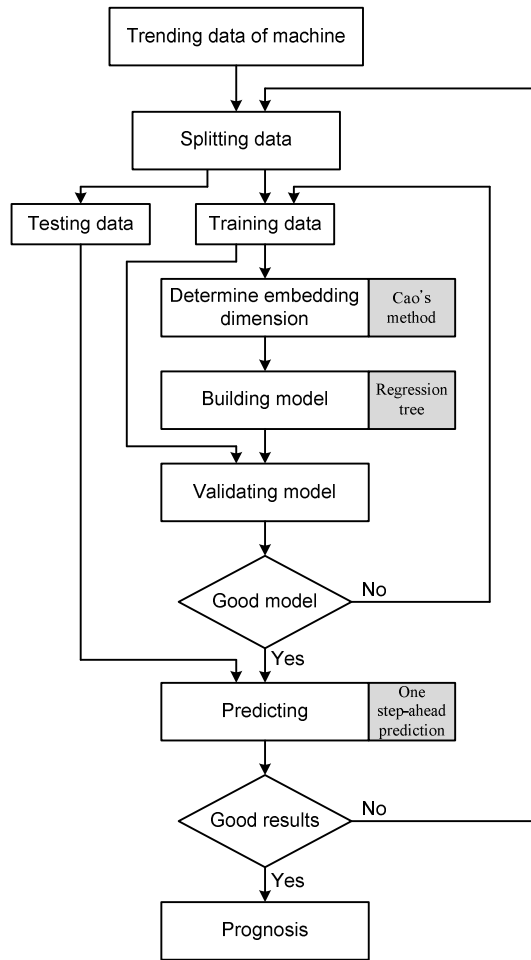 Trending data of machine
Splitting data
Testing data
Training data
Determine embedding
dimension
Cao's
method
Building model
Regression
tree
Validating model
Good model
No
Yes
Predicting
One
step-ahead
prediction
Good results
No
Yes
Prognosis